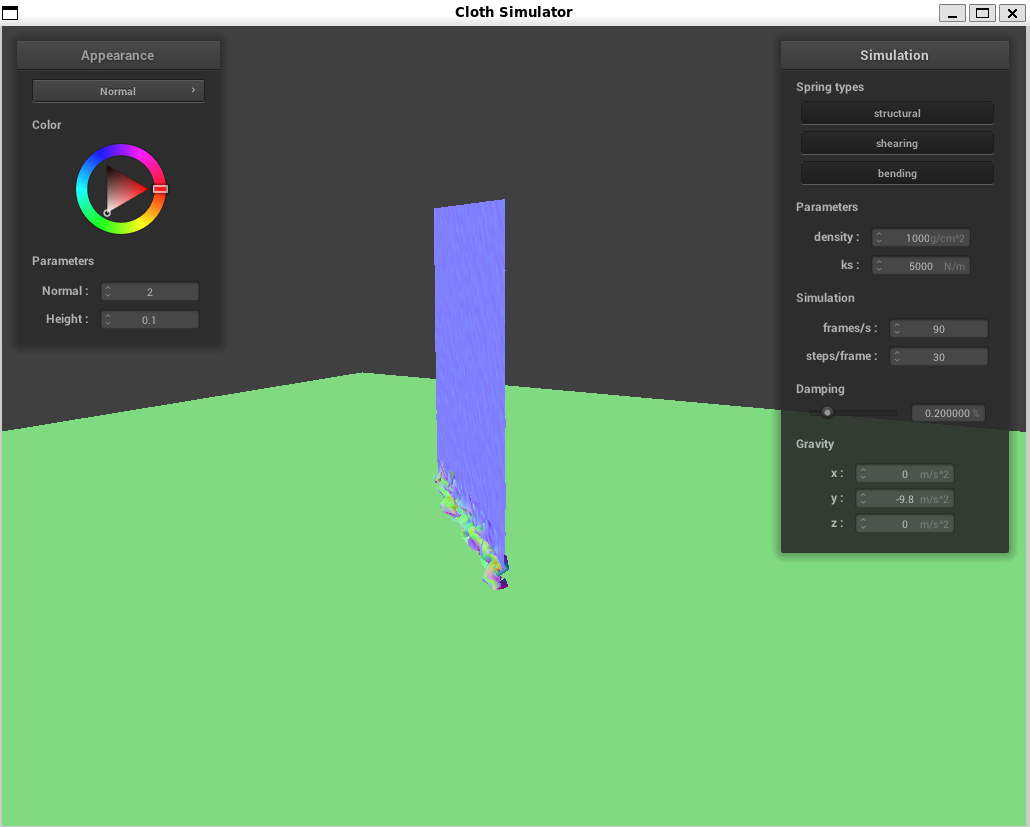 Cloth Simulator
Appearance
Normal
Color
Parameters
Normal : 2
Height : 0.1
Simulation
Spring types
structural
shearing
bending
Parameters
density : 1000 g/cm^2
ks : 5000 N/m
Simulation
frames/s : 90
steps/frame : 30
Damping
0.200000 %
Gravity
x : 0 m/s^2
y : -9.8 m/s^2
z : 0 m/s^2